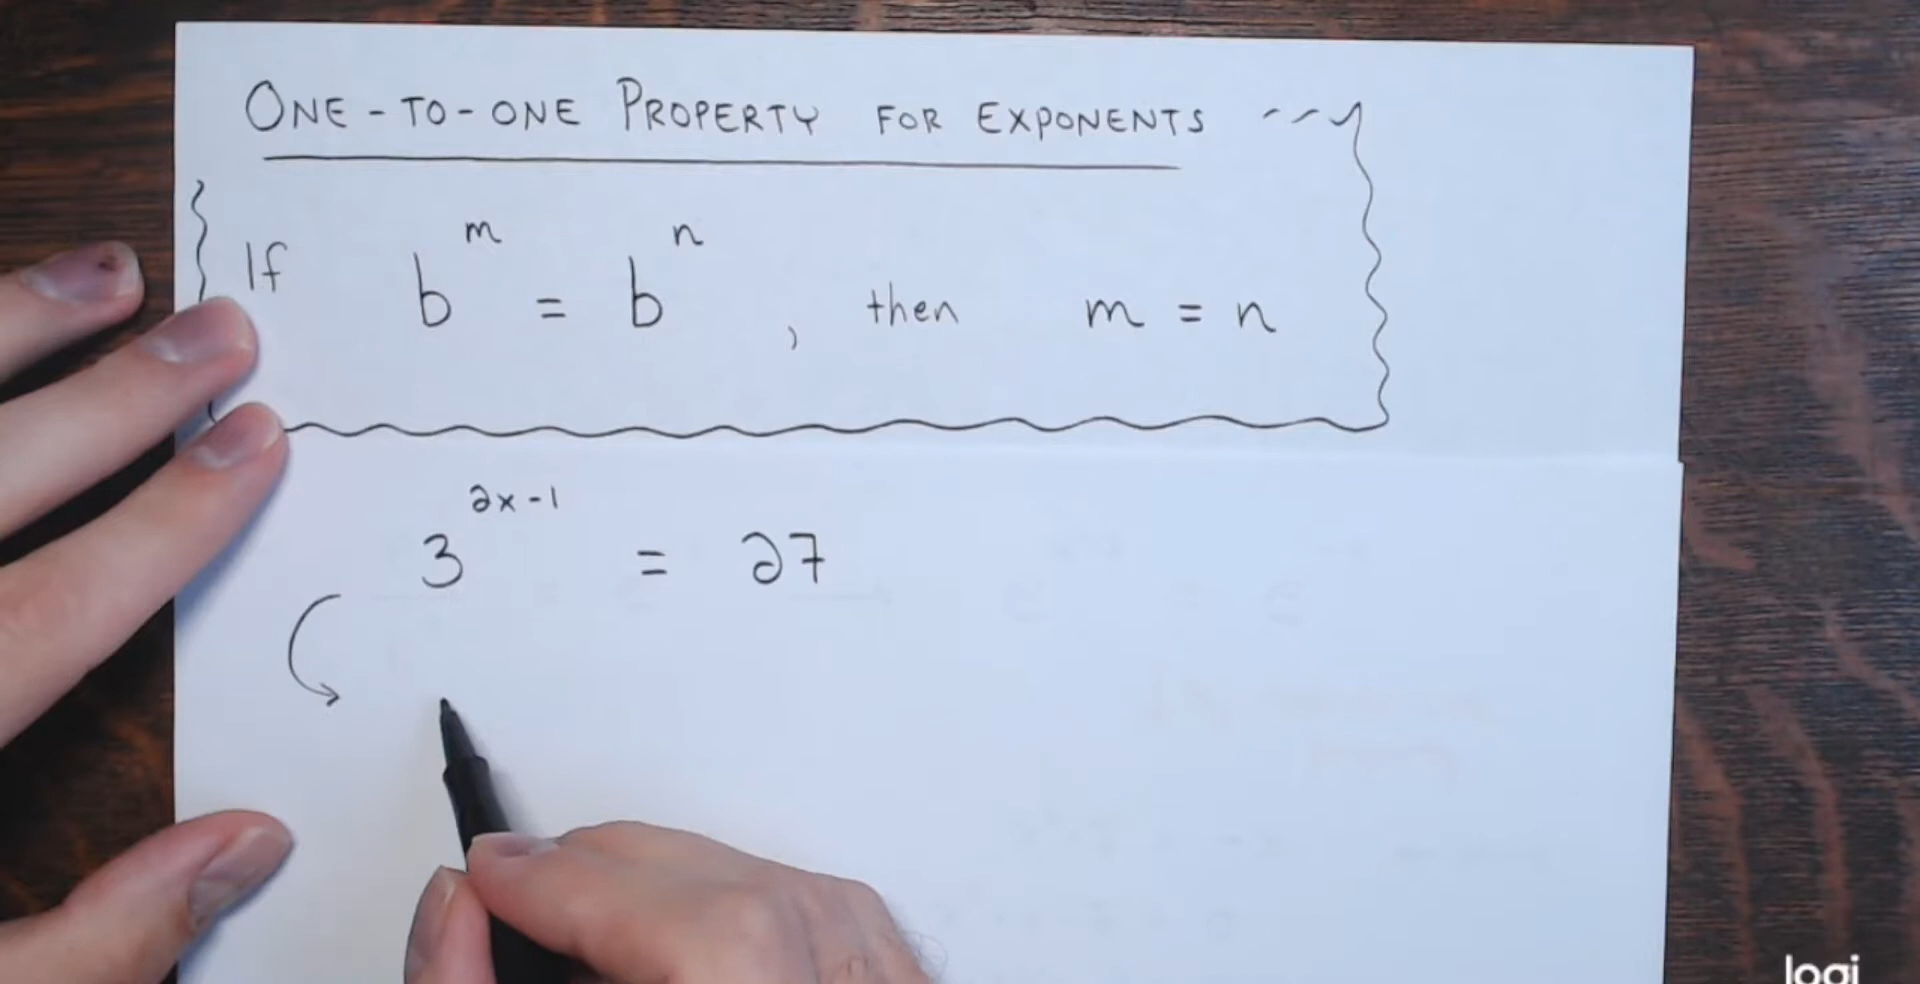 ONE-TO-ONE PROPERTY FOR EXPONENTS
If b^m = b^n, then m = n
3^{2x-1} = 27
logi